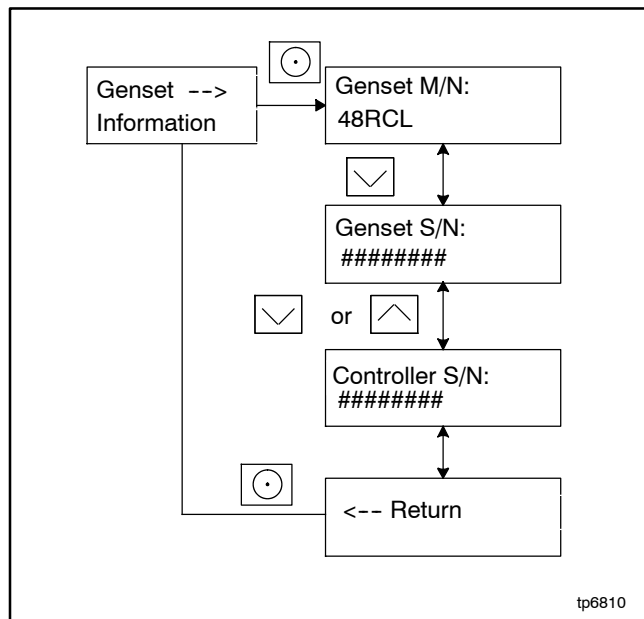 Genset -->
Information
Genset M/N:
48RCL
Genset S/N:
########
or
Controller S/N:
########
<-- Return
tp6810